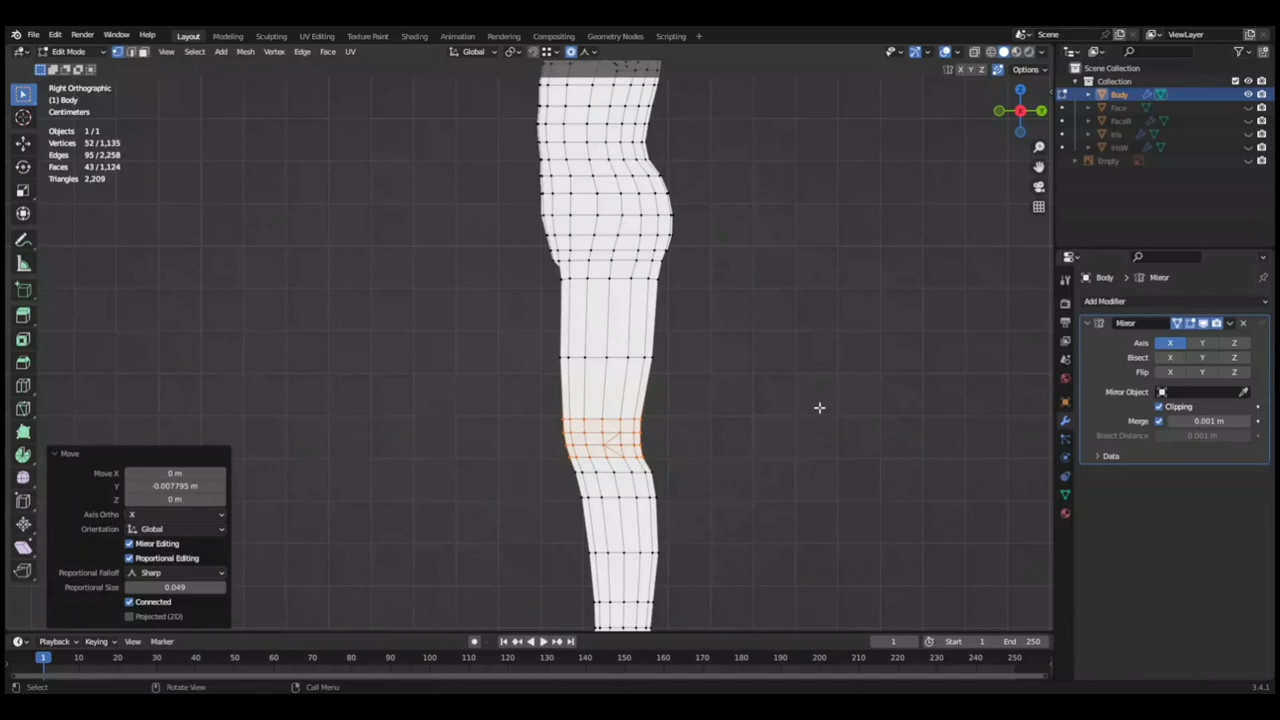 File Edit Render Window Help Layout Modeling Sculpting UV Editing Texture Paint Shading Animation Rendering Compositing Geometry Nodes Scripting + Scene ViewLayer
Edit Mode View Select Add Mesh Vertex Edge Face UV Global
X Y Z Options
Right Orthographic
(1) Body
Centimeters
Objects 1 / 1
Vertices 52 / 1,135
Edges 95 / 2,258
Faces 43 / 1,124
Triangles 2,209
Z
Y
Scene Collection
Collection
Body
Face
Iris
Empty
Body > Mirror
Add Modifier
Mirror
Axis X Y Z
Bisect X Y Z
Flip X Y Z
Mirror Object
Clipping
Merge 0.001 m
Bisect Distance 0.001 m
> Data
Move
Move X 0 m
Y -0.007795 m
Z 0 m
Axis Ortho X
Orientation Global
Mirror Editing
Proportional Editing
Proportional Falloff Sharp
Proportional Size 0.049
Connected
Projected (2D)
Playback Keying View Marker 1 Start 1 End 250
1 10 20 30 40 50 60 70 80 90 100 110 120 130 140 150 160 170 180 190 200 210 220 230 240 250
Select Rotate View Call Menu 3.4.1